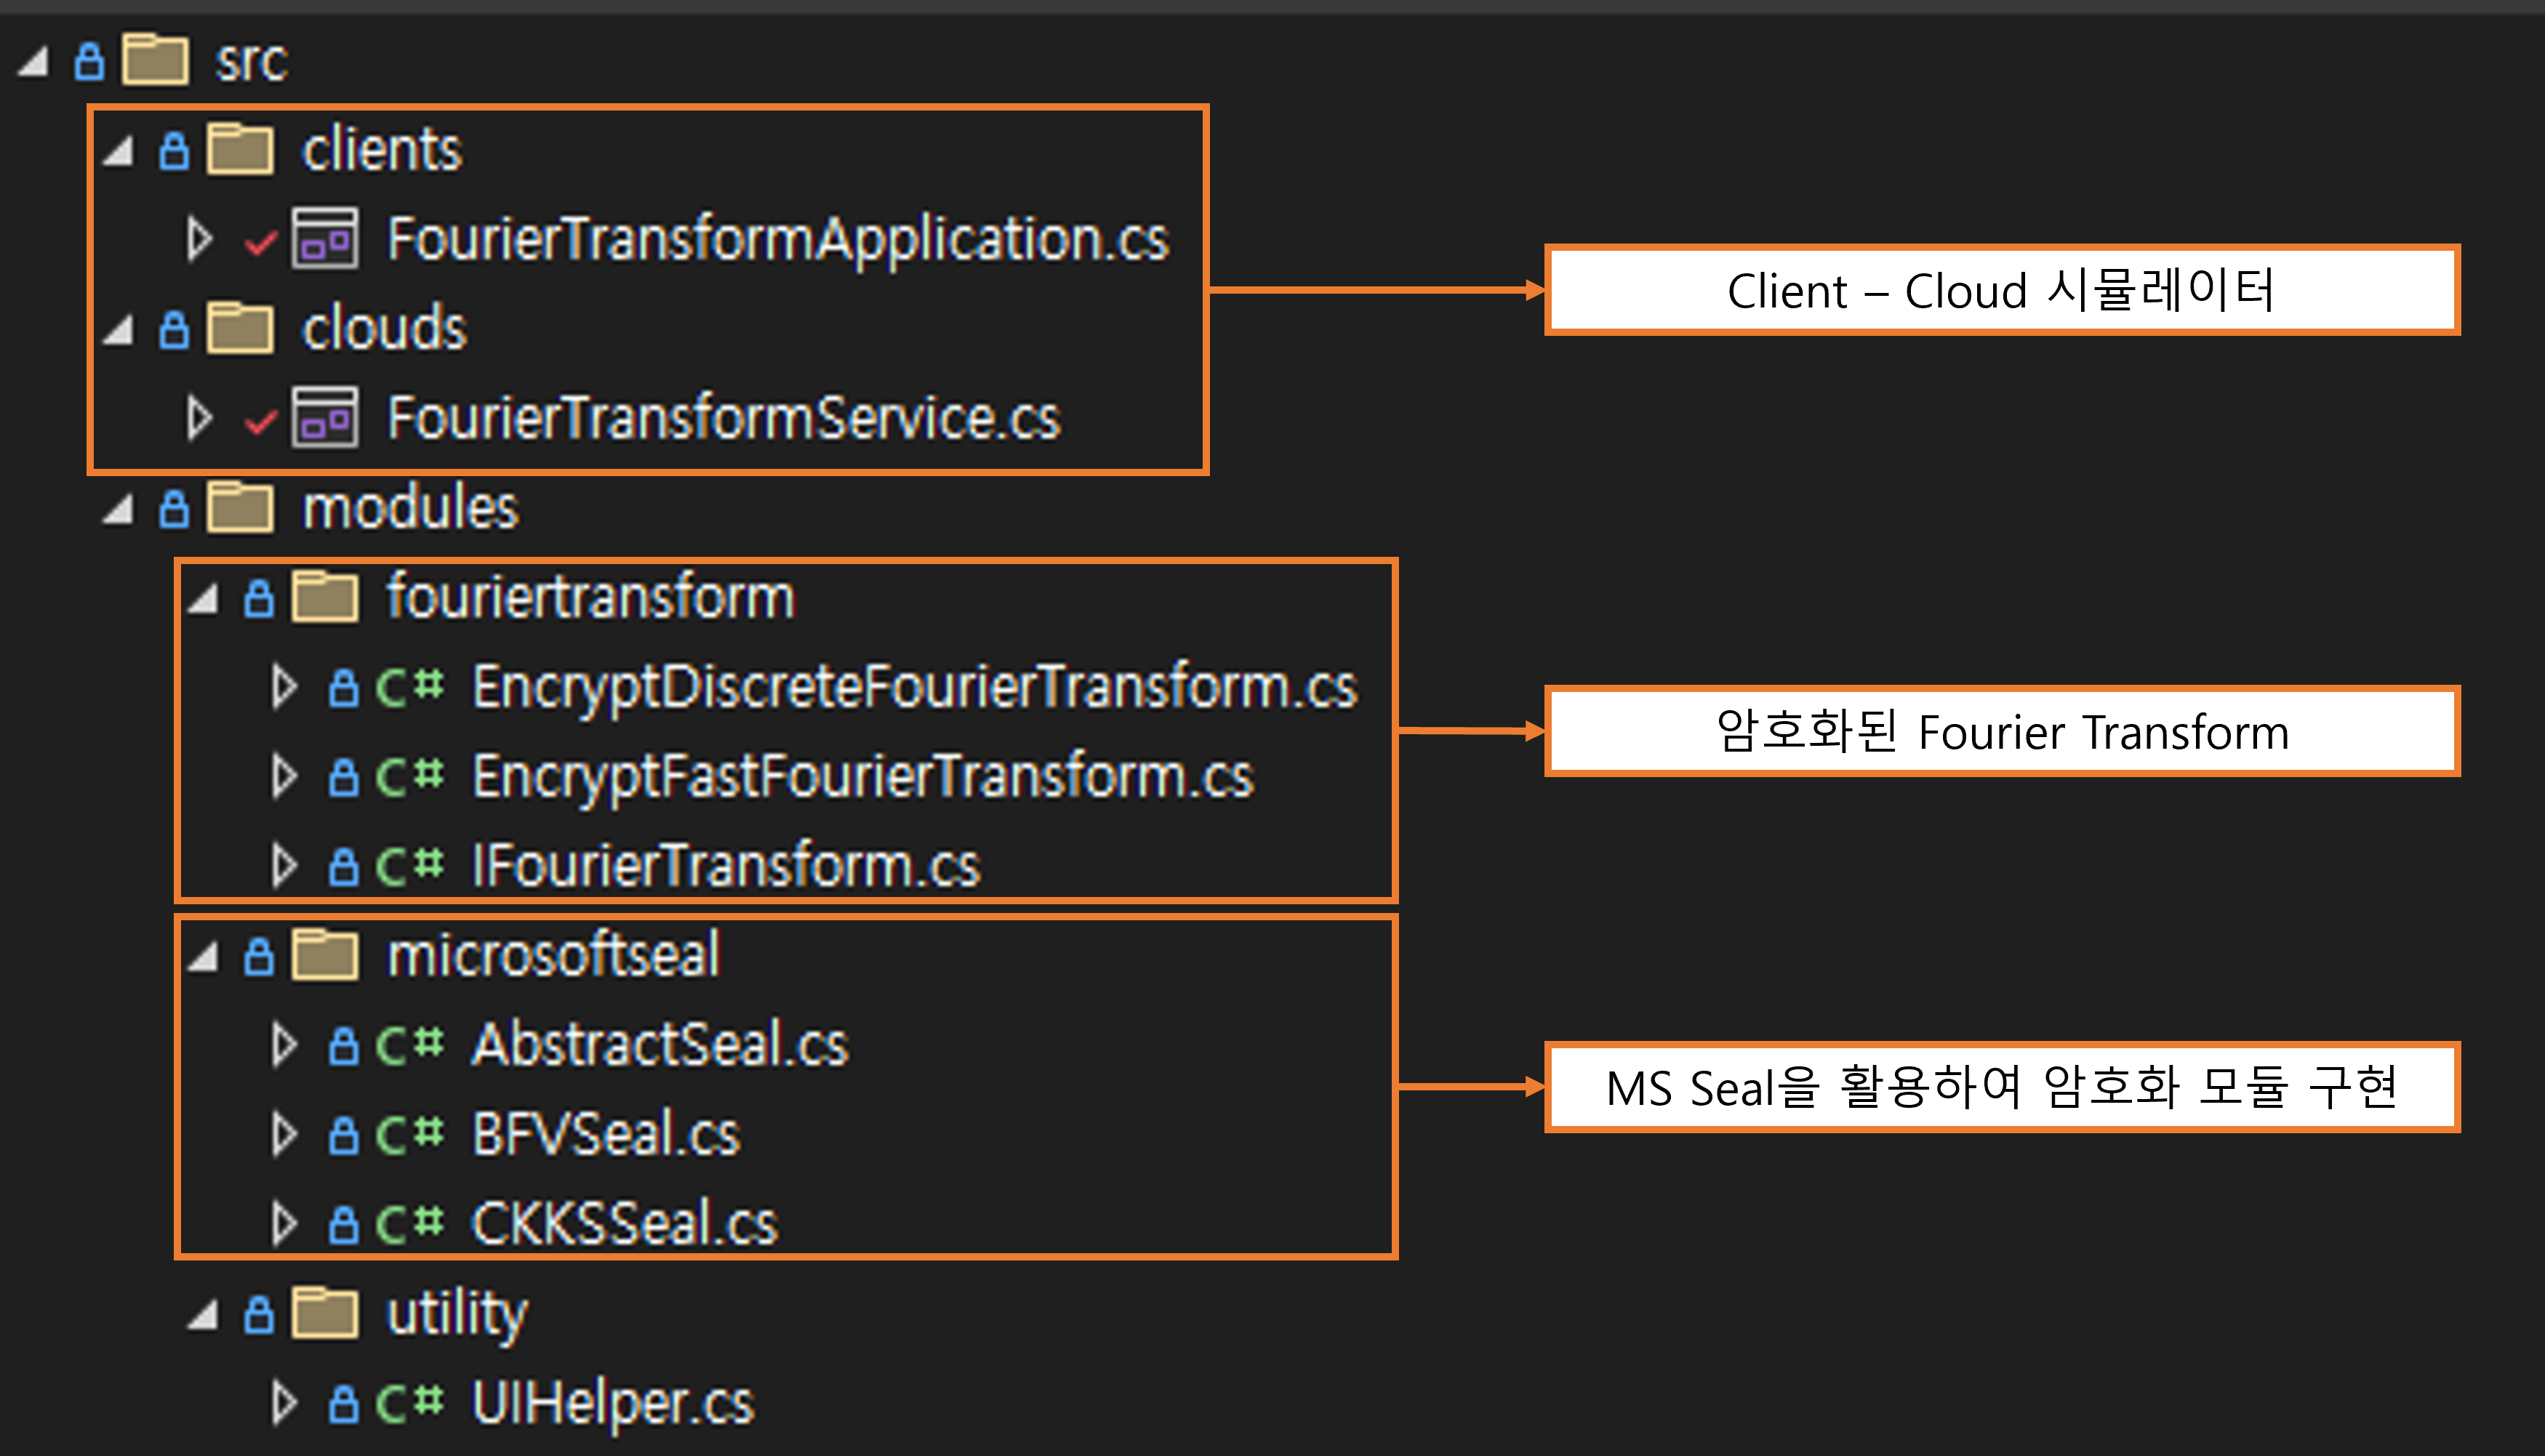 src
clients
FourierTransformApplication.cs
clouds
FourierTransformService.cs
Client – Cloud 시뮬레이터
modules
fouriertransform
C# EncryptDiscreteFourierTransform.cs
C# EncryptFastFourierTransform.cs
C# IFourierTransform.cs
암호화된 Fourier Transform
microsoftseal
C# AbstractSeal.cs
C# BFVSeal.cs
C# CKKSSeal.cs
MS Seal을 활용하여 암호화 모듈 구현
utility
C# UIHelper.cs